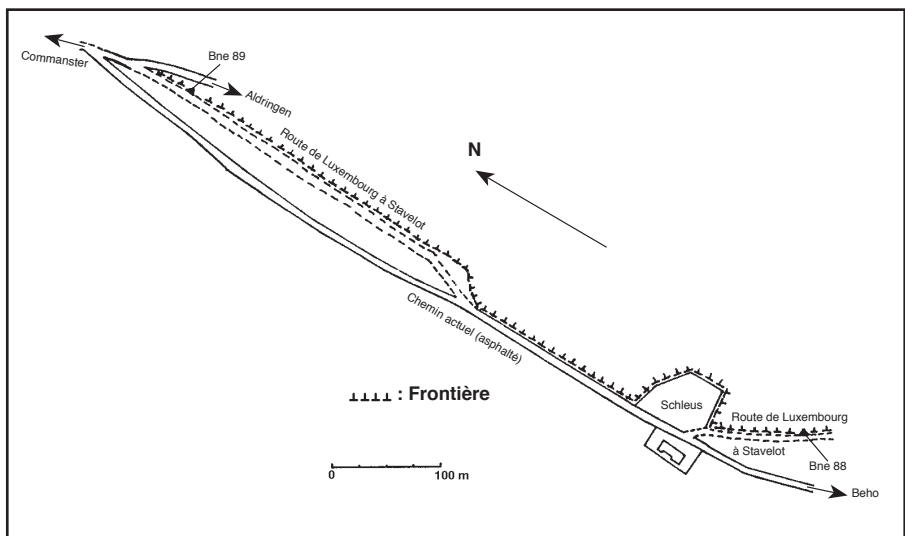 Bne 89
Commanster
Aldringen
Route de Luxembourg à Stavelot
N
Chemin actuel (asphalté)
: Frontière
Schleus
Route de Luxembourg
à Stavelot
Bne 88
0 100 m
Beho